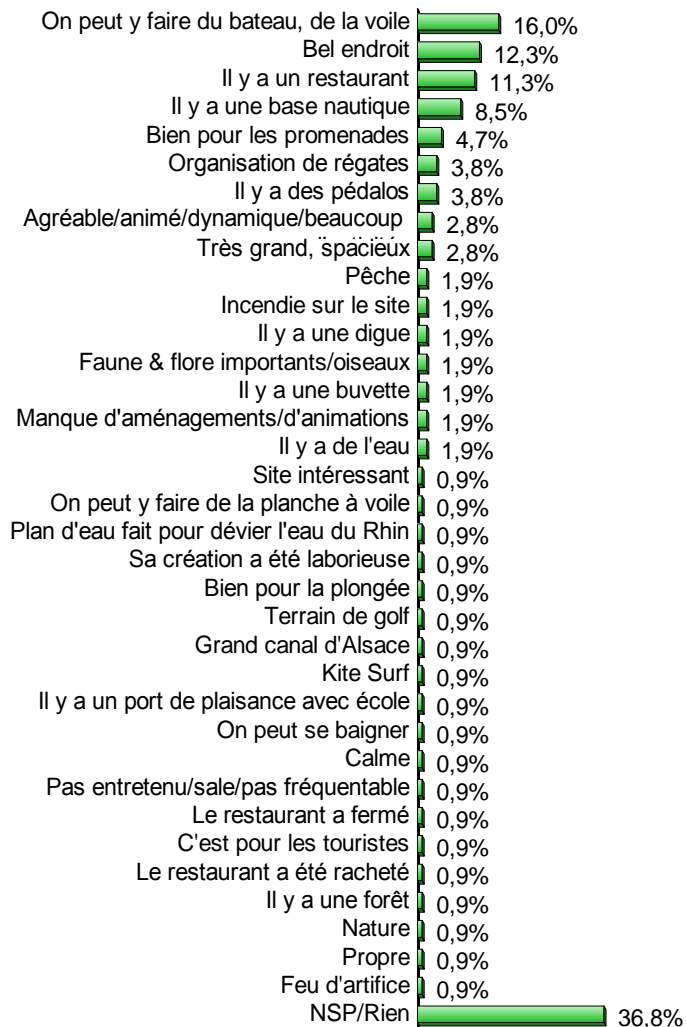 On peut y faire du bateau, de la voile 16,0%
Bel endroit 12,3%
Il y a un restaurant 11,3%
Il y a une base nautique 8,5%
Bien pour les promenades 4,7%
Organisation de régates 3,8%
Il y a des pédalos 3,8%
Agréable/animé/dynamique/beaucoup 2,8%
Très grand, spacieux 2,8%
Pêche 1,9%
Incendie sur le site 1,9%
Il y a une digue 1,9%
Faune & flore importants/oiseaux 1,9%
Il y a une buvette 1,9%
Manque d'aménagements/d'animations 1,9%
Il y a de l'eau 1,9%
Site intéressant 0,9%
On peut y faire de la planche à voile 0,9%
Plan d'eau fait pour dévier l'eau du Rhin 0,9%
Sa création a été laborieuse 0,9%
Bien pour la plongée 0,9%
Terrain de golf 0,9%
Grand canal d'Alsace 0,9%
Kite Surf 0,9%
Il y a un port de plaisance avec école 0,9%
On peut se baigner 0,9%
Calme 0,9%
Pas entretenu/sale/pas fréquentable 0,9%
Le restaurant a fermé 0,9%
C'est pour les touristes 0,9%
Le restaurant a été racheté 0,9%
Il y a une forêt 0,9%
Nature 0,9%
Propre 0,9%
Feu d'artifice 0,9%
NSP/Rien 36,8%